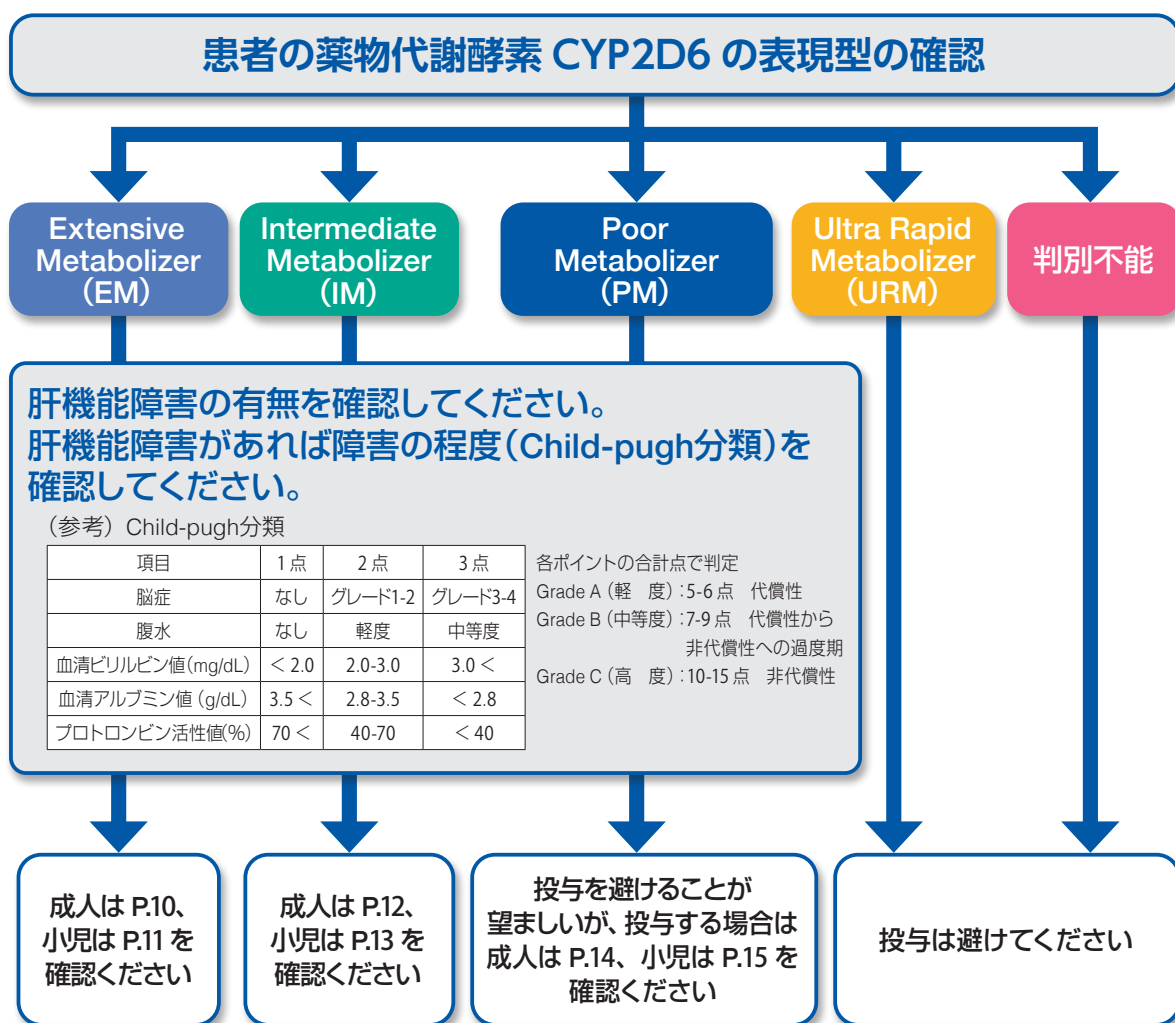 患者の薬物代謝酵素 CYP2D6 の表現型の確認
Extensive
Metabolizer
(EM)
Intermediate
Metabolizer
(IM)
Poor
Metabolizer
(PM)
Ultra Rapid
Metabolizer
(URM)
判別不能
肝機能障害の有無を確認してください。
肝機能障害があれば障害の程度(Child-pugh分類)を
確認してください。
(参考) Child-pugh分類
項目 1点 2点 3点
脳症 なし グレード1-2 グレード3-4
腹水 なし 軽度 中等度
血清ビリルビン値(mg/dL) < 2.0 2.0-3.0 3.0 <
血清アルブミン値 (g/dL) 3.5 < 2.8-3.5 < 2.8
プロトロンビン活性値(%) 70 < 40-70 < 40
各ポイントの合計点で判定
Grade A (軽 度) :5-6点 代償性
Grade B (中等度) :7-9点 代償性から
非代償性への過度期
Grade C (高 度) :10-15点 非代償性
成人は P.10、
小児は P.11 を
確認ください
成人は P.12、
小児は P.13 を
確認ください
投与を避けることが
望ましいが、投与する場合は
成人は P.14、小児は P.15 を
確認ください
投与は避けてください